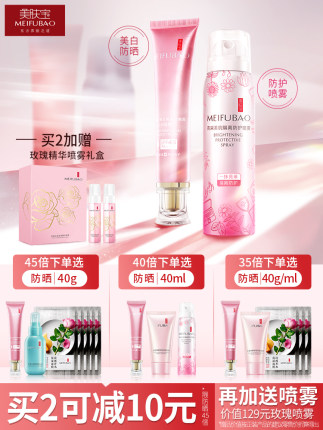 美肤宝
MEIFUBAO
美白
防晒
防护
喷雾
MEIFUBAO
BRIGHTENING
PROTECTIVE
SPRAY
买2加赠
玫瑰精华喷雾礼盒
45倍下单选
防晒 40g
40倍下单选
防晒 40ml
35倍下单选
防晒 40g/ml
买2可减10元
再加送喷雾
价值129元玫瑰喷雾